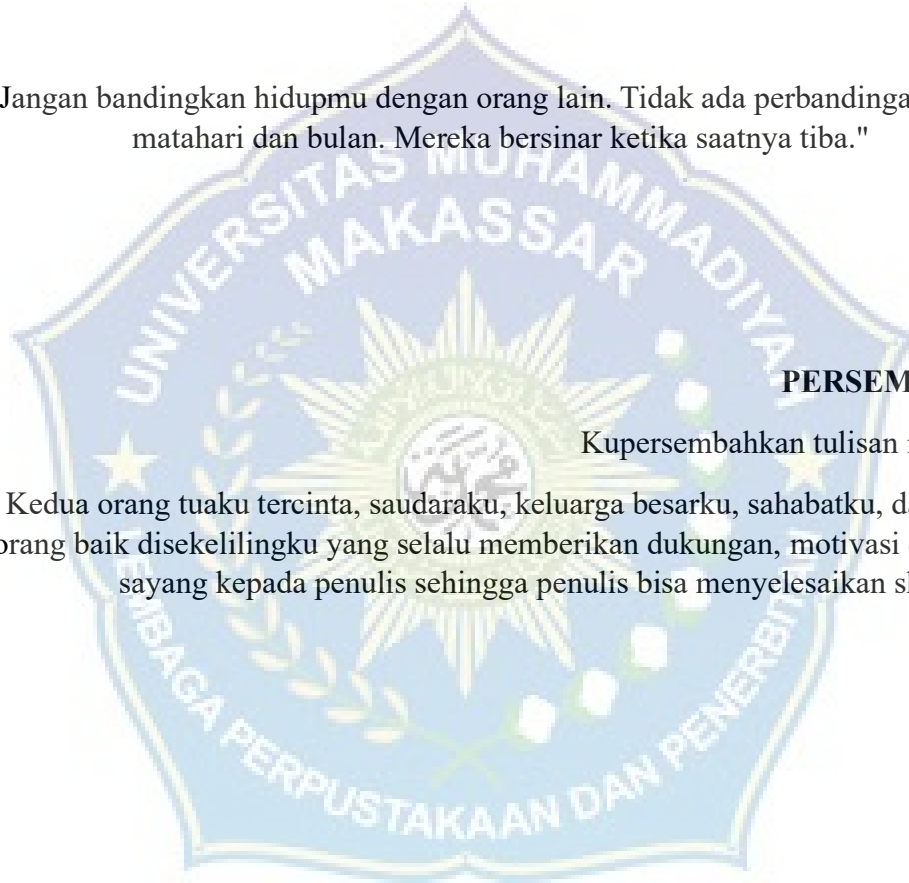 Jangan bandingkan hidupmu dengan orang lain. Tidak ada perbandinga
matahari dan bulan. Mereka bersinar ketika saatnya tiba."
UNIVERSITAS MUHAMMADIYA
MAKASSAR
PERSEM
Kupersembahkan tulisan
Kedua orang tuaku tercinta, saudaraku, keluarga besarku, sahabatku, da
orang baik disekelilingku yang selalu memberikan dukungan, motivasi
sayang kepada penulis sehingga penulis bisa menyelesaikan sk
LEMBAGA PERPUSTAKAAN DAN PENERBITAN